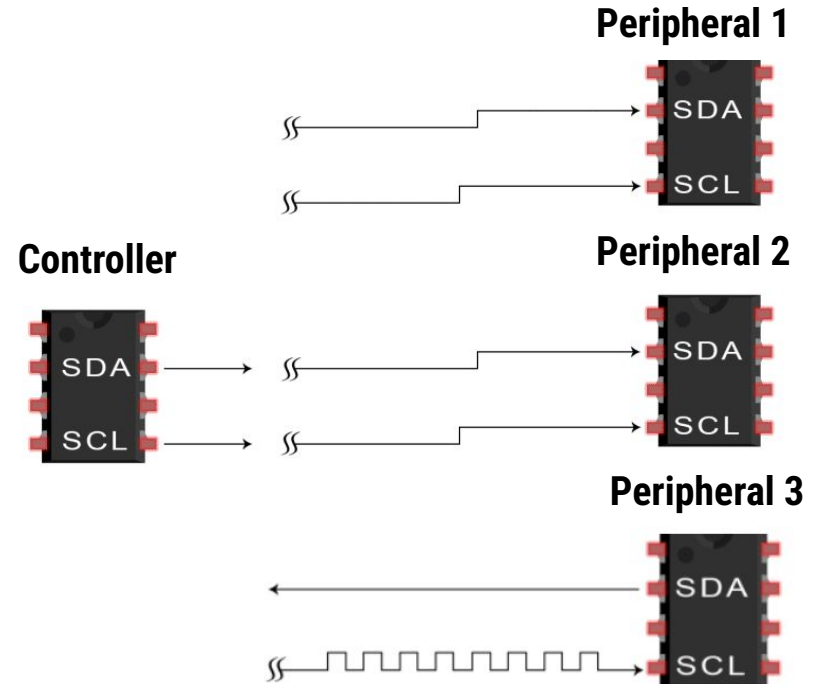 Peripheral 1
SDA
SCL
Controller
SDA
SCL
Peripheral 2
SDA
SCL
Peripheral 3
SDA
SCL